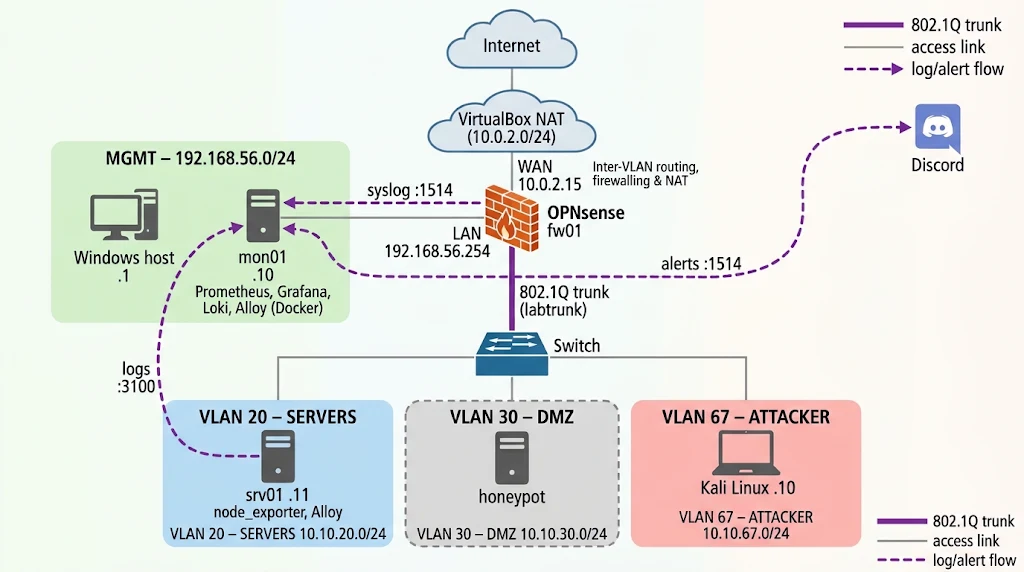 Internet
802.1Q trunk
access link
log/alert flow
VirtualBox NAT
(10.0.2.0/24)
Discord
MGMT – 192.168.56.0/24
WAN
10.0.2.15
Inter-VLAN routing,
firewalling & NAT
syslog :1514
OPNsense
fw01
LAN
192.168.56.254
Windows host
.1
mon01
.10
Prometheus, Grafana,
Loki, Alloy (Docker)
alerts :1514
802.1Q trunk
(labtrunk)
Switch
logs
:3100
VLAN 20 – SERVERS
srv01 .11
node_exporter, Alloy
VLAN 20 – SERVERS 10.10.20.0/24
VLAN 30 – DMZ
honeypot
VLAN 30 – DMZ 10.10.30.0/24
VLAN 67 – ATTACKER
Kali Linux .10
VLAN 67 – ATTACKER
10.10.67.0/24
802.1Q trunk
access link
log/alert flow